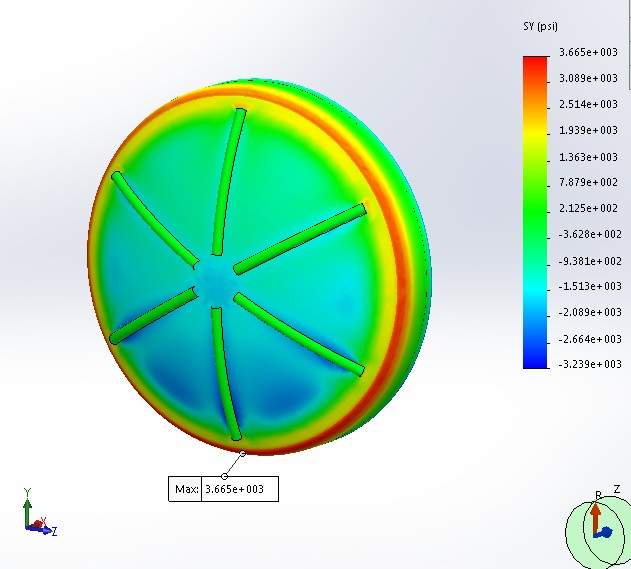 SY (psi)
3.665e+003
3.089e+003
2.514e+003
1.939e+003
1.363e+003
7.879e+002
2.125e+002
-3.628e+002
-9.381e+002
-1.513e+003
-2.089e+003
-2.664e+003
-3.239e+003
Max: 3.665e+003
Y
X
Z
R
Z